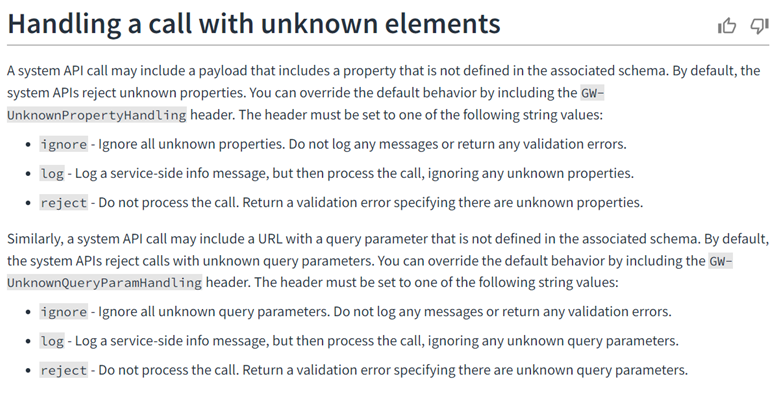 Handling a call with unknown elements
A system API call may include a payload that includes a property that is not defined in the associated schema. By default, the
system APIs reject unknown properties. You can override the default behavior by including the GW-
UnknownPropertyHandling header. The header must be set to one of the following string values:
• ignore - Ignore all unknown properties. Do not log any messages or return any validation errors.
• log - Log a service-side info message, but then process the call, ignoring any unknown properties.
• reject - Do not process the call. Return a validation error specifying there are unknown properties.
Similarly, a system API call may include a URL with a query parameter that is not defined in the associated schema. By default,
the system APIs reject calls with unknown query parameters. You can override the default behavior by including the GW-
UnknownQueryParamHandling header. The header must be set to one of the following string values:
• ignore - Ignore all unknown query parameters. Do not log any messages or return any validation errors.
• log - Log a service-side info message, but then process the call, ignoring any unknown query parameters.
• reject - Do not process the call. Return a validation error specifying there are unknown query parameters.